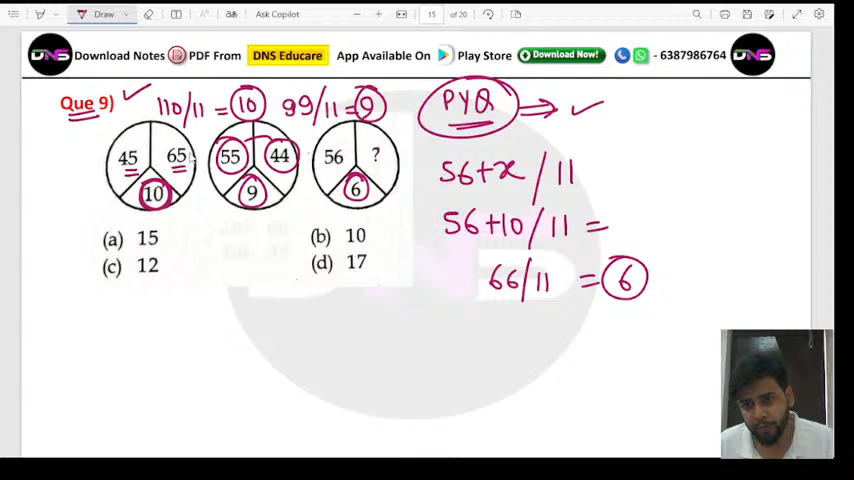 Draw
Ask Copilot
15 of 20
DNS Download Notes PDF From DNS Educare App Available On Play Store Download Now! - 6387986764 DNS
Que 9) 110/11 = 10 99/11 = 9 PYQ
45 65 55 44 56 ?
10 9 6
56+x/11
56+10/11 =
66/11 = 6
(a) 15 (b) 10
(c) 12 (d) 17